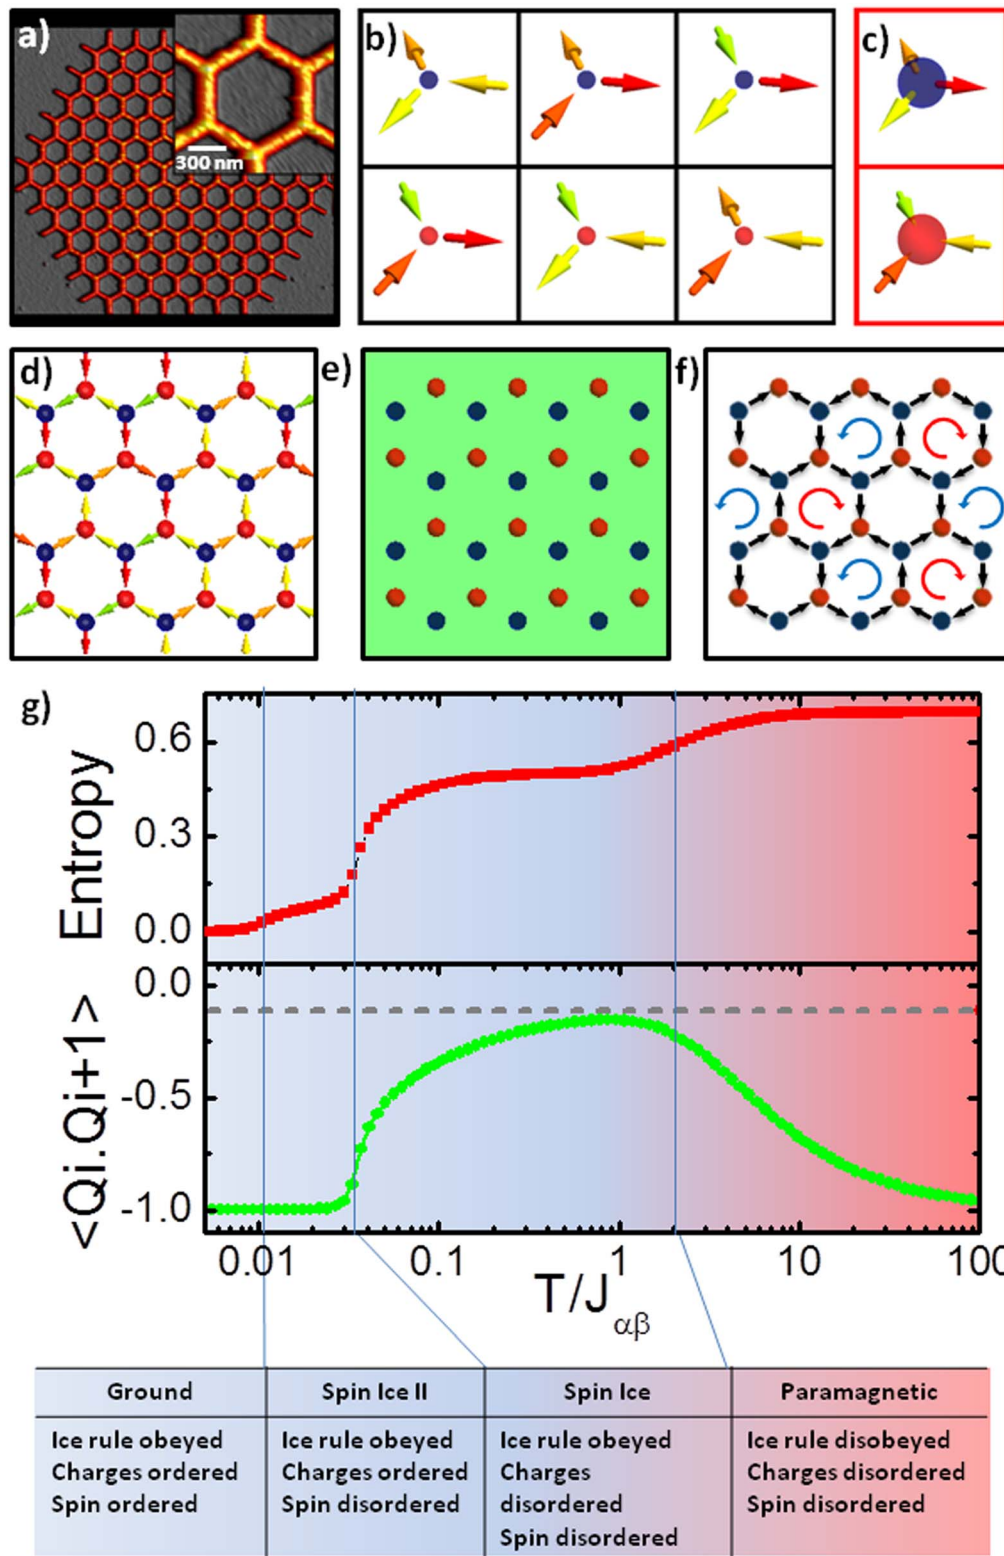 a)
300 nm
b)
c)
d)
e)
f)
g)
Entropy
0.6
0.3
0.0
<Qi.Qi+1 >
0.0
-0.5
-1.0
0.01 0.1 1 10 100
T/Jαβ
Ground Spin Ice II Spin Ice Paramagnetic
Ice rule obeyed Ice rule obeyed Ice rule obeyed Ice rule disobeyed
Charges ordered Charges ordered Charges Charges disordered
Spin ordered Spin disordered disordered Spin disordered
Spin disordered